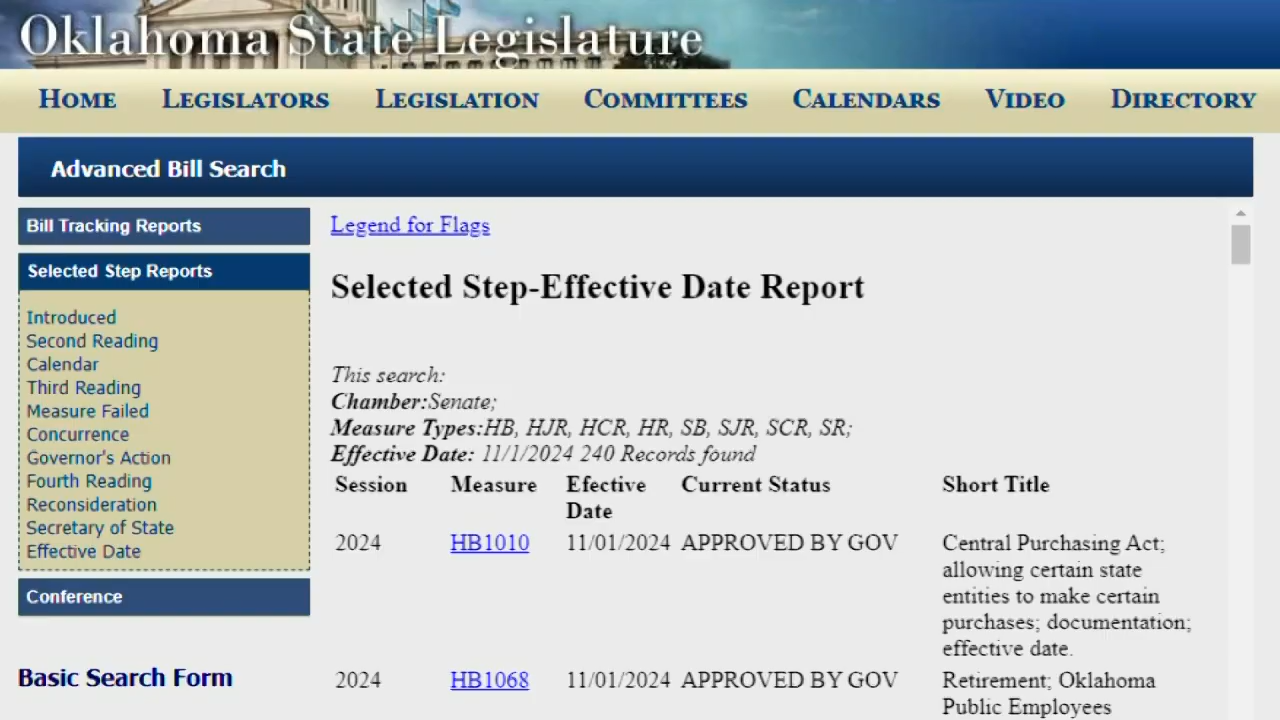 Oklahoma State Legislature
HOME LEGISLATORS LEGISLATION COMMITTEES CALENDARS VIDEO DIRECTORY
Advanced Bill Search
Bill Tracking Reports
Selected Step Reports
Introduced
Second Reading
Calendar
Third Reading
Measure Failed
Concurrence
Governor's Action
Fourth Reading
Reconsideration
Secretary of State
Effective Date
Conference
Basic Search Form
Legend for Flags
Selected Step-Effective Date Report
This search:
Chamber:Senate;
Measure Types:HB, HJR, HCR, HR, SB, SJR, SCR, SR;
Effective Date: 11/1/2024 240 Records found
Session Measure Efective Current Status Short Title
Date
2024 HB1010 11/01/2024 APPROVED BY GOV Central Purchasing Act;
allowing certain state
entities to make certain
purchases; documentation;
effective date.
2024 HB1068 11/01/2024 APPROVED BY GOV Retirement; Oklahoma
Public Employees